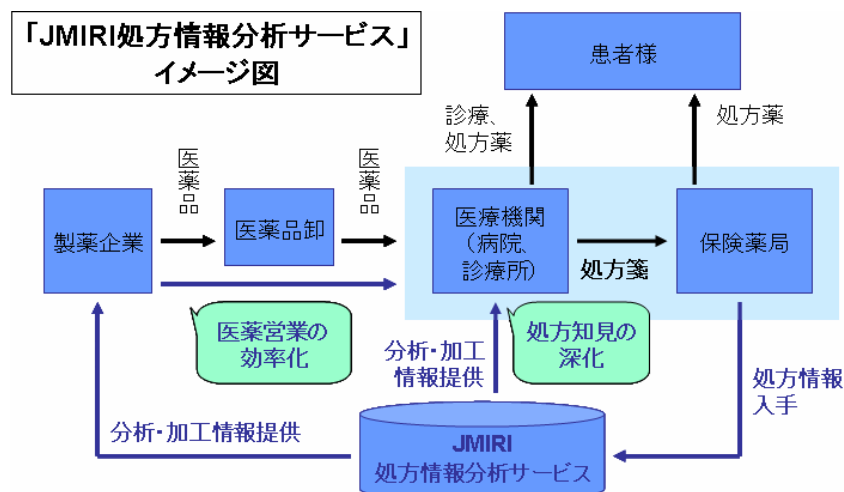 「JMIRI処方情報分析サービス」
イメージ図
患者様
診療、
処方薬
処方薬
医薬品
医薬品
製薬企業
医薬品卸
医療機関
（病院、
診療所）
処方箋
保険薬局
医薬営業の
効率化
分析・加工
情報提供
処方知見の
深化
処方情報
入手
分析・加工情報提供
JMIRI
処方情報分析サービス